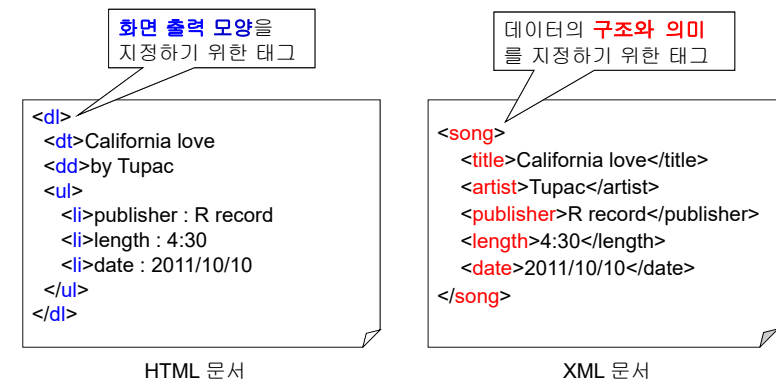 화면 출력 모양을
지정하기 위한 태그
<dl>
<dt>California love
<dd>by Tupac
<ul>
<li>publisher : R record
<li>length : 4:30
<li>date : 2011/10/10
</ul>
</dl>
HTML 문서
데이터의 구조와 의미
를 지정하기 위한 태그
<song>
<title>California love</title>
<artist>Tupac</artist>
<publisher>R record</publisher>
<length>4:30</length>
<date>2011/10/10</date>
</song>
XML 문서